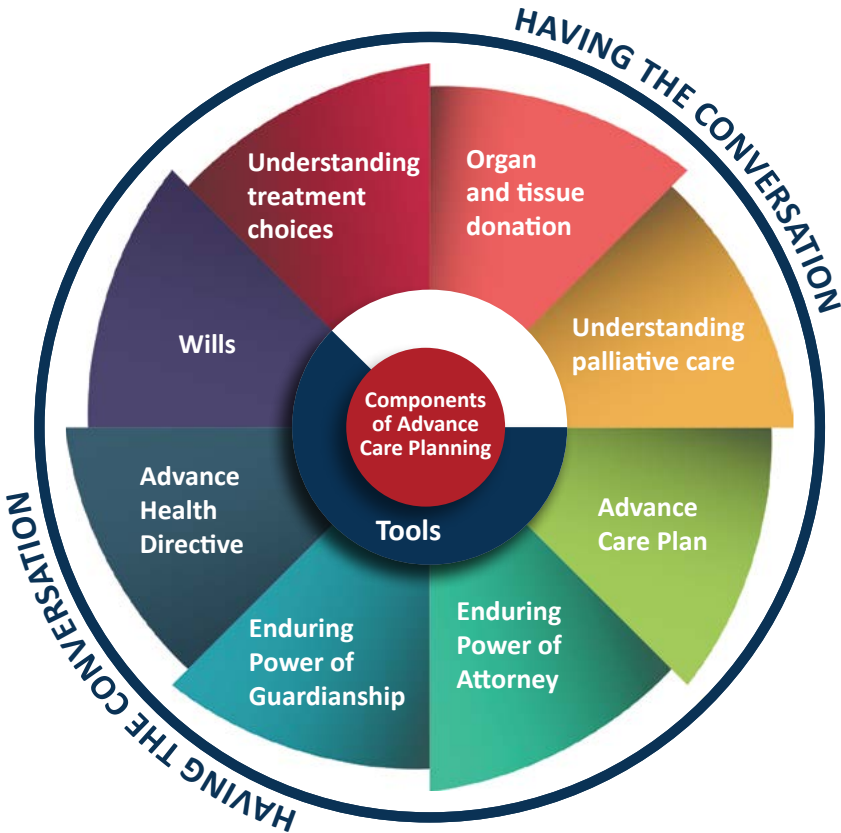 HAVING THE CONVERSATION
Understanding
treatment
choices
Organ
and tissue
donation
Understanding
palliative care
Wills
Components
of Advance
Care Planning
Tools
Advance
Care Plan
Advance
Health
Directive
Enduring
Power of
Attorney
Enduring
Power of
Guardianship
HAVING THE CONVERSATION